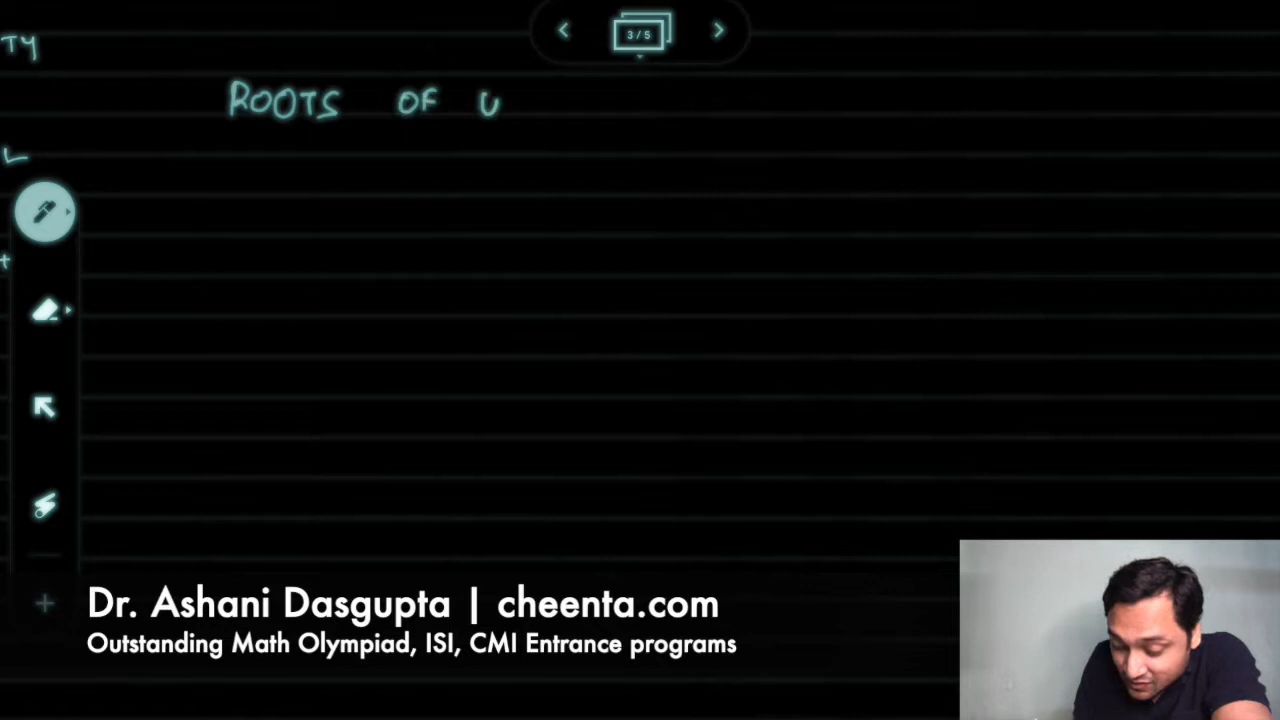 TY
3/5
ROOTS OF U
L
+
Dr. Ashani Dasgupta | cheenta.com
Outstanding Math Olympiad, ISI, CMI Entrance programs